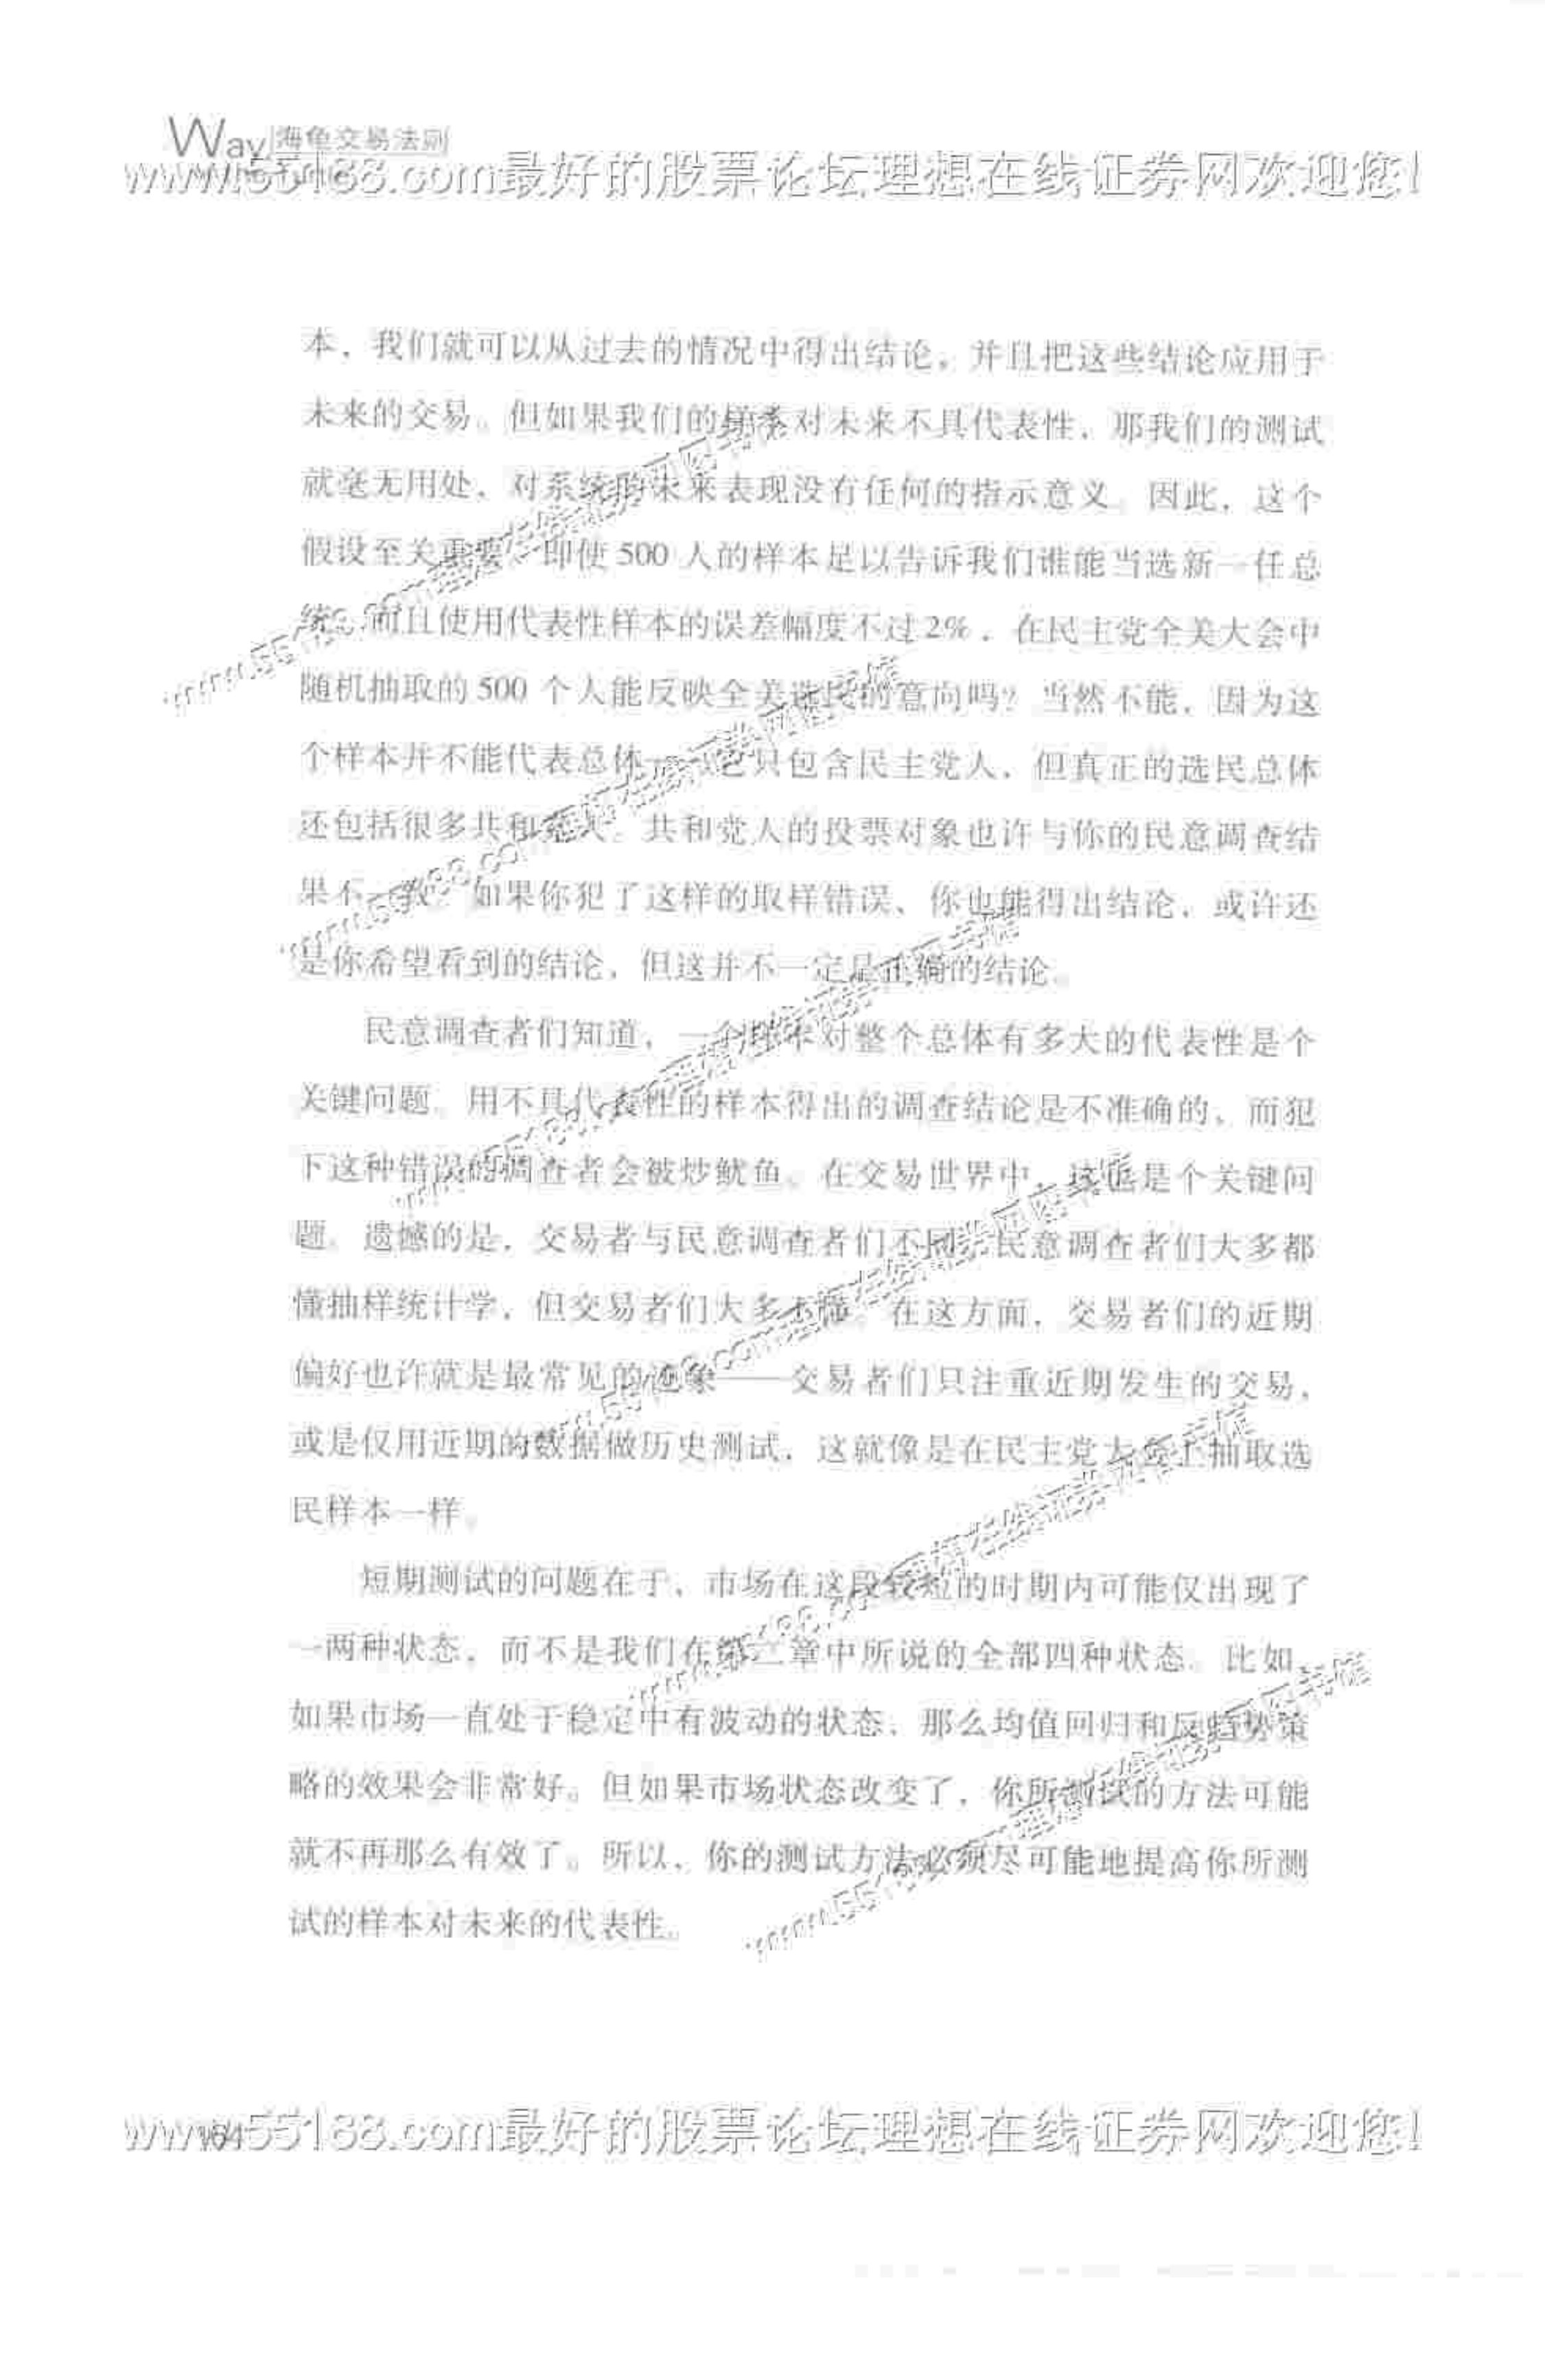 Way 海龟交易法则
www.55188.com最好的股票论坛理想在线证券网欢迎您!
本，我们就可以从过去的情况中得出结论，并且把这些结论应用于
未来的交易。但如果我们的样本对未来不具代表性，那我们的测试
就毫无用处，对系统的未来表现没有任何的指示意义。因此，这个
假设至关重要。即使 500 人的样本足以告诉我们谁能当选新一任总
统，而且使用代表性样本的误差幅度不过 2%，在民主党全美大会中
随机抽取的 500 个人能反映全美选民的意向吗？当然不能，因为这
个样本并不能代表总体——它只包含民主党人，但真正的选民总体
还包括很多共和党人。共和党人的投票对象也许与你的民意调查结
果不一致。如果你犯了这样的取样错误、你也能得出结论，或许还
是你希望看到的结论，但这并不一定是正确的结论。
民意调查者们知道，一个样本对整个总体有多大的代表性是个
关键问题。用不具代表性的样本得出的调查结论是不准确的，而犯
下这种错误的调查者会被炒鱿鱼。在交易世界中，这也是个关键问
题。遗憾的是，交易者与民意调查者们不同。民意调查者们大多都
懂抽样统计学，但交易者们大多不懂。在这方面，交易者们的近期
偏好也许就是最常见的迹象——交易者们只注重近期发生的交易，
或是仅用近期的数据做历史测试，这就像是在民主党大会上抽取选
民样本一样。
短期测试的问题在于，市场在这段较短的时期内可能仅出现了
一两种状态，而不是我们在第二章中所说的全部四种状态。比如，
如果市场一直处于稳定中有波动的状态，那么均值回归和反趋势策
略的效果会非常好。但如果市场状态改变了，你所测试的方法可能
就不再那么有效了。所以，你的测试方法必须尽可能地提高你所测
试的样本对未来的代表性。
164
www.55188.com最好的股票论坛理想在线证券网欢迎您!